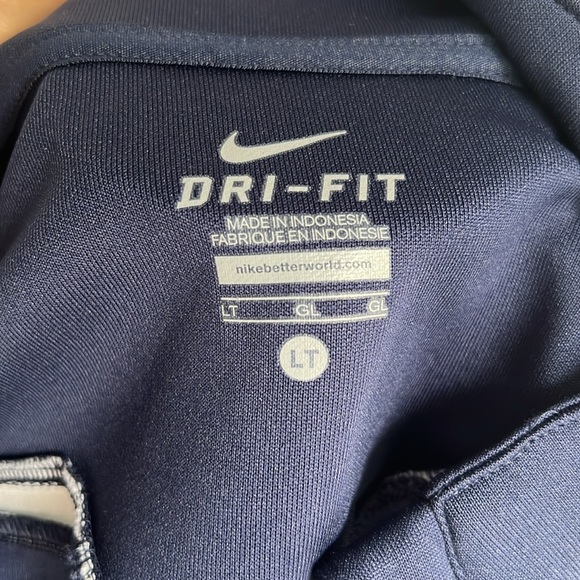 DRI-FIT
MADE IN INDONESIA
FABRIQUE EN INDONESIE
nikebetterworld.com
LT GL GL
LT